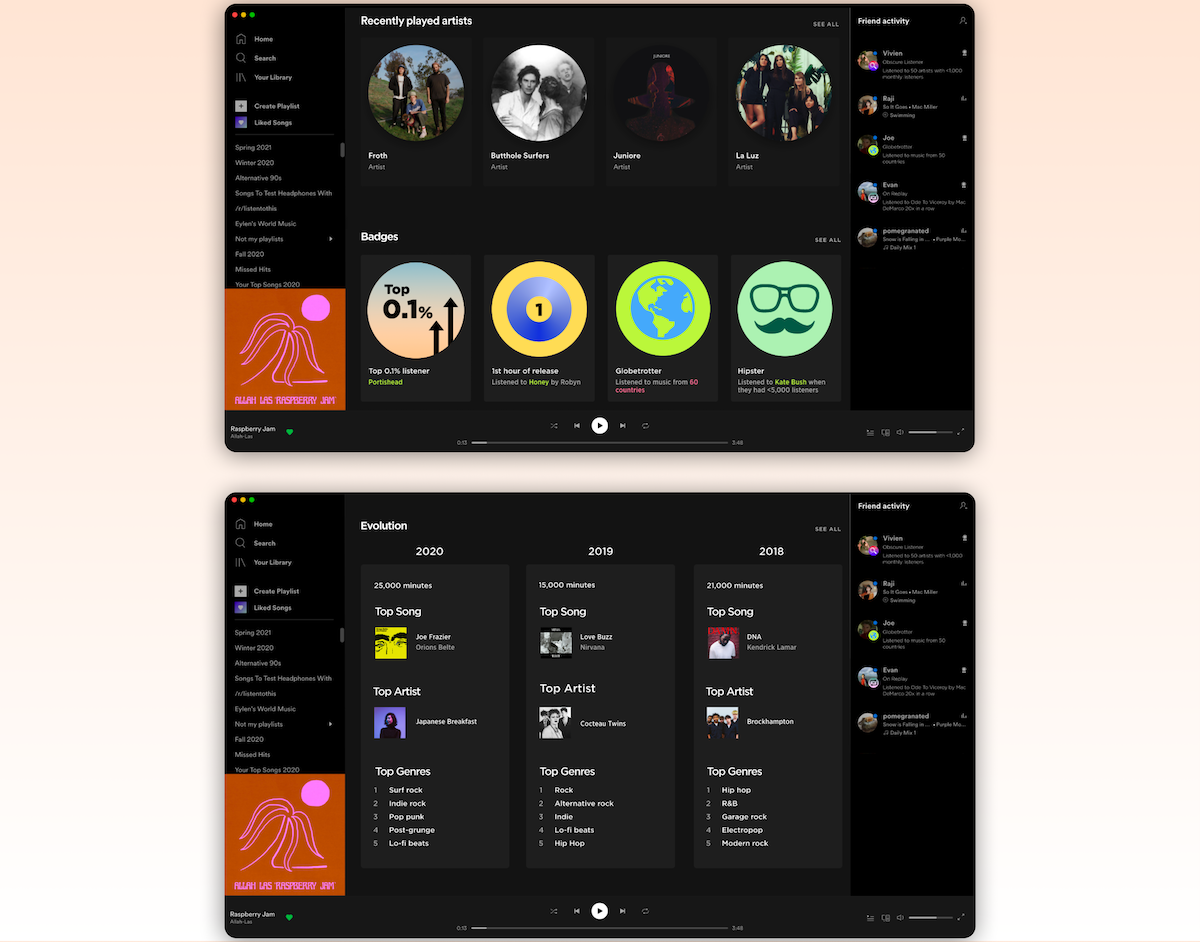 Home
Search
Your Library
Create Playlist
Liked Songs
Spring 2021
Winter 2020
Alternative 90s
Songs To Test Headphones With
/r/listentothis
Eylen's World Music
Not my playlists
Fall 2020
Missed Hits
Your Top Songs 2020
ALLAH LAS 'RASPBERRY JAM'
Recently played artists
SEE ALL
Froth
Artist
Butthole Surfers
Artist
JUNIORE
Juniore
Artist
La Luz
Artist
Badges
SEE ALL
Top
0.1%
Top 0.1% listener
Portishead
1
1st hour of release
Listened to Honey by Robyn
Globetrotter
Listened to music from 60
countries
Hipster
Listened to Kate Bush when
they had <5,000 listeners
Friend activity
Vivien
Obscure Listener
Listened to 50 artists with <1,000
monthly listeners
Raji
So It Goes • Mac Miller
Swimming
Joe
Globetrotter
Listened to music from 50
countries
Evan
On Replay
Listened to Ode To Viceroy by Mac
DeMarco 20x in a row
pomegranated
Snow is Falling in ... • Purple Mo...
Daily Mix 1
Raspberry Jam
Allah-Las
0:13
3:48
Home
Search
Your Library
Create Playlist
Liked Songs
Spring 2021
Winter 2020
Alternative 90s
Songs To Test Headphones With
/r/listentothis
Eylen's World Music
Not my playlists
Fall 2020
Missed Hits
Your Top Songs 2020
ALLAH LAS 'RASPBERRY JAM'
Evolution
SEE ALL
2020
25,000 minutes
Top Song
Joe Frazier
Orions Belte
Top Artist
Japanese Breakfast
Top Genres
1 Surf rock
2 Indie rock
3 Pop punk
4 Post-grunge
5 Lo-fi beats
2019
15,000 minutes
Top Song
Love Buzz
Nirvana
Top Artist
Cocteau Twins
Top Genres
1 Rock
2 Alternative rock
3 Indie
4 Lo-fi beats
5 Hip Hop
2018
21,000 minutes
Top Song
DNA
Kendrick Lamar
Top Artist
Brockhampton
Top Genres
1 Hip hop
2 R&B
3 Garage rock
4 Electropop
5 Modern rock
Friend activity
Vivien
Obscure Listener
Listened to 50 artists with <1,000
monthly listeners
Raji
So It Goes • Mac Miller
Swimming
Joe
Globetrotter
Listened to music from 50
countries
Evan
On Replay
Listened to Ode To Viceroy by Mac
DeMarco 20x in a row
pomegranated
Snow is Falling in ... • Purple Mo...
Daily Mix 1
Raspberry Jam
Allah-Las
0:13
3:48